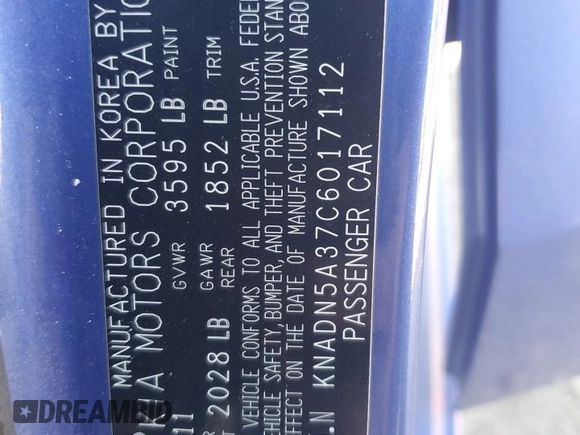 MANUFACTURED IN KOREA BY
A MOTORS CORPORATIO
11 GVWR 3595 LB PAINT
GAWR
2028 LB REAR 1852 LB TRIM
VEHICLE CONFORMS TO ALL APPLICABLE U.S.A. FEDE
EHICLE SAFETY, BUMPER, AND THEFT PREVENTION STAN
EFFECT ON THE DATE OF MANUFACTURE SHOWN ABO
.N KNADN5A37C6017112
PASSENGER CAR
DREAMBID